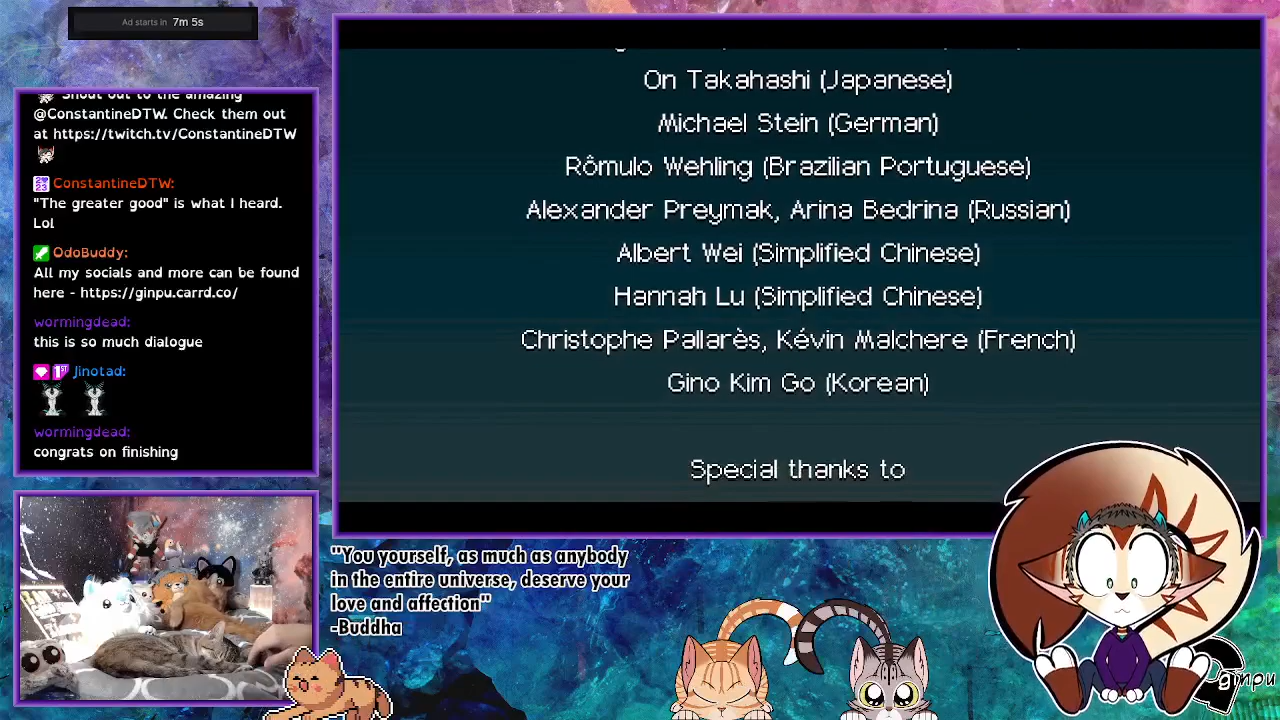 Ad starts in 7m 5s
Shout out to the amazing
@ConstantineDTW. Check them out
at https://twitch.tv/ConstantineDTW
ConstantineDTW:
"The greater good" is what I heard.
Lol
OdoBuddy:
All my socials and more can be found
here - https://ginpu.carrd.co/
wormingdead:
this is so much dialogue
1ST Jinotad:
wormingdead:
congrats on finishing
On Takahashi (Japanese)
Michael Stein (German)
Rômulo Wehling (Brazilian Portuguese)
Alexander Preymak, Arina Bedrina (Russian)
Albert Wei (Simplified Chinese)
Hannah Lu (Simplified Chinese)
Christophe Pallarès, Kévin Malchere (French)
Gino Kim Go (Korean)
Special thanks to
"You yourself, as much as anybody
in the entire universe, deserve your
love and affection"
-Buddha
ginpu